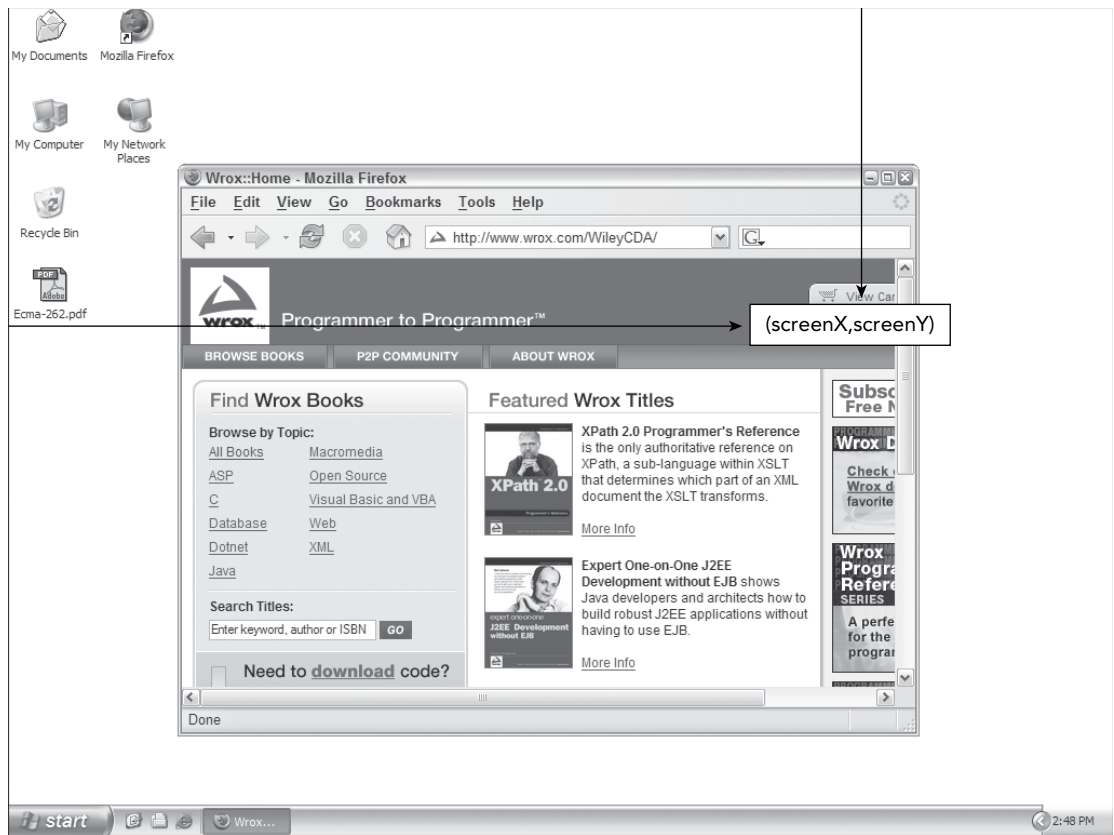 My Documents
Mozilla Firefox
My Computer
My Network
Places
Recycle Bin
PDF
Adobe
Ecma-262.pdf
Wrox::Home - Mozilla Firefox
File Edit View Go Bookmarks Tools Help
http://www.wrox.com/WileyCDA/
G
View Car
wrox™
Programmer to Programmer™
(screenX,screenY)
BROWSE BOOKS P2P COMMUNITY ABOUT WROX
Find Wrox Books
Browse by Topic:
All Books Macromedia
ASP Open Source
C Visual Basic and VBA
Database Web
Dotnet XML
Java
Search Titles:
Enter keyword, author or ISBN GO
Need to download code?
Featured Wrox Titles
XPath 2.0
XPath 2.0 Programmer's Reference
is the only authoritative reference on
XPath, a sub-language within XSLT
that determines which part of an XML
document the XSLT transforms.
More Info
expert one-on-one
J2EE Development
without EJB
Expert One-on-One J2EE
Development without EJB shows
Java developers and architects how to
build robust J2EE applications without
having to use EJB.
More Info
Subsc
Free N
Wrox D
Check
Wrox d
favorite
Wrox
Progra
Refere
SERIES
A perfe
for the
progran
Done
start
Wrox...
2:48 PM